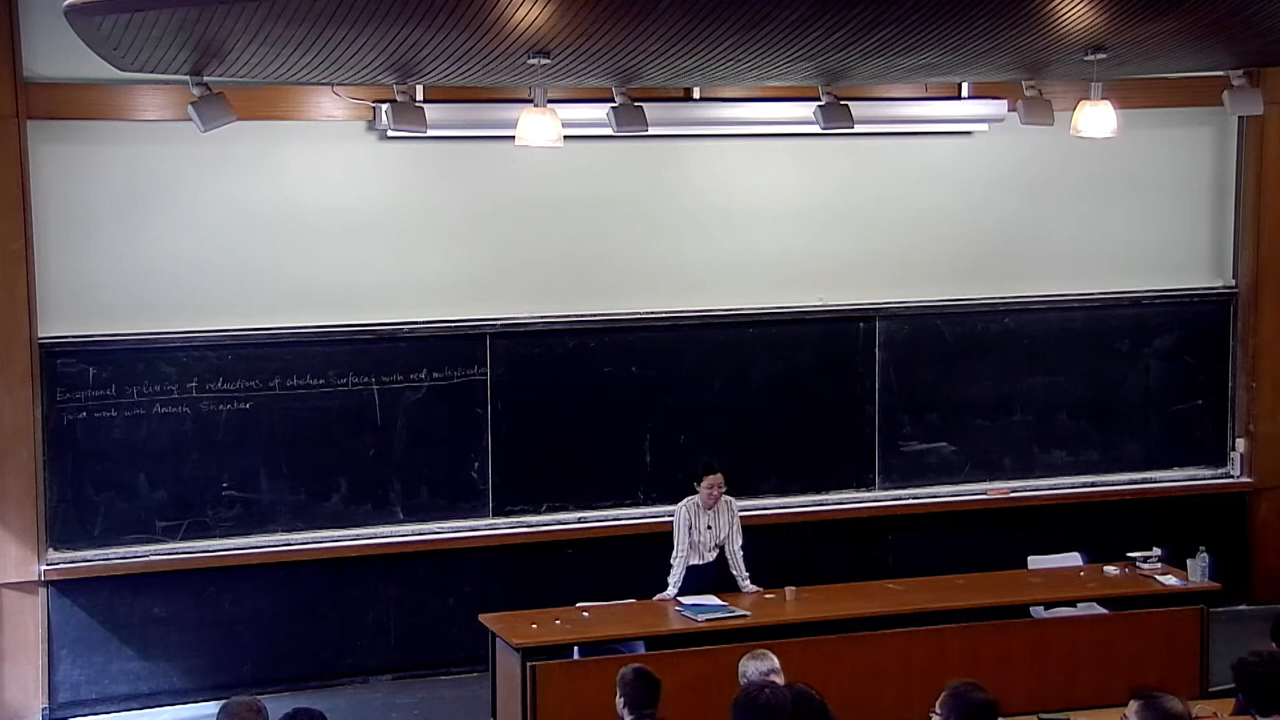 Exceptional splitting of reductions of abelian surfaces with real multiplication
joint work with Ananth Shankar